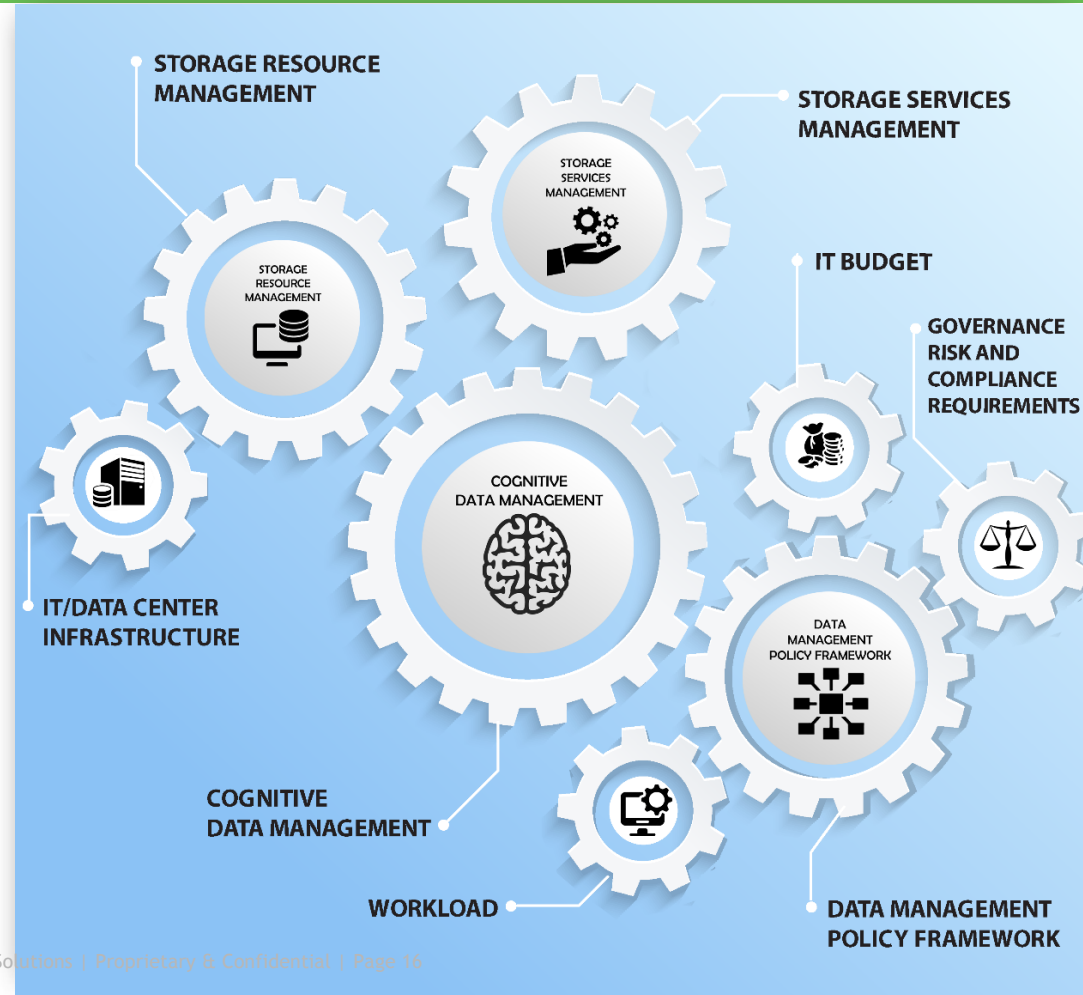 STORAGE RESOURCE
MANAGEMENT
STORAGE SERVICES
MANAGEMENT
STORAGE
SERVICES
MANAGEMENT
IT BUDGET
STORAGE
RESOURCE
MANAGEMENT
GOVERNANCE
RISK AND
COMPLIANCE
REQUIREMENTS
COGNITIVE
DATA MANAGEMENT
IT/DATA CENTER
INFRASTRUCTURE
DATA
MANAGEMENT
POLICY FRAMEWORK
COGNITIVE
DATA MANAGEMENT
WORKLOAD
DATA MANAGEMENT
POLICY FRAMEWORK
Solutions / Proprietary & Confidential / Page 16